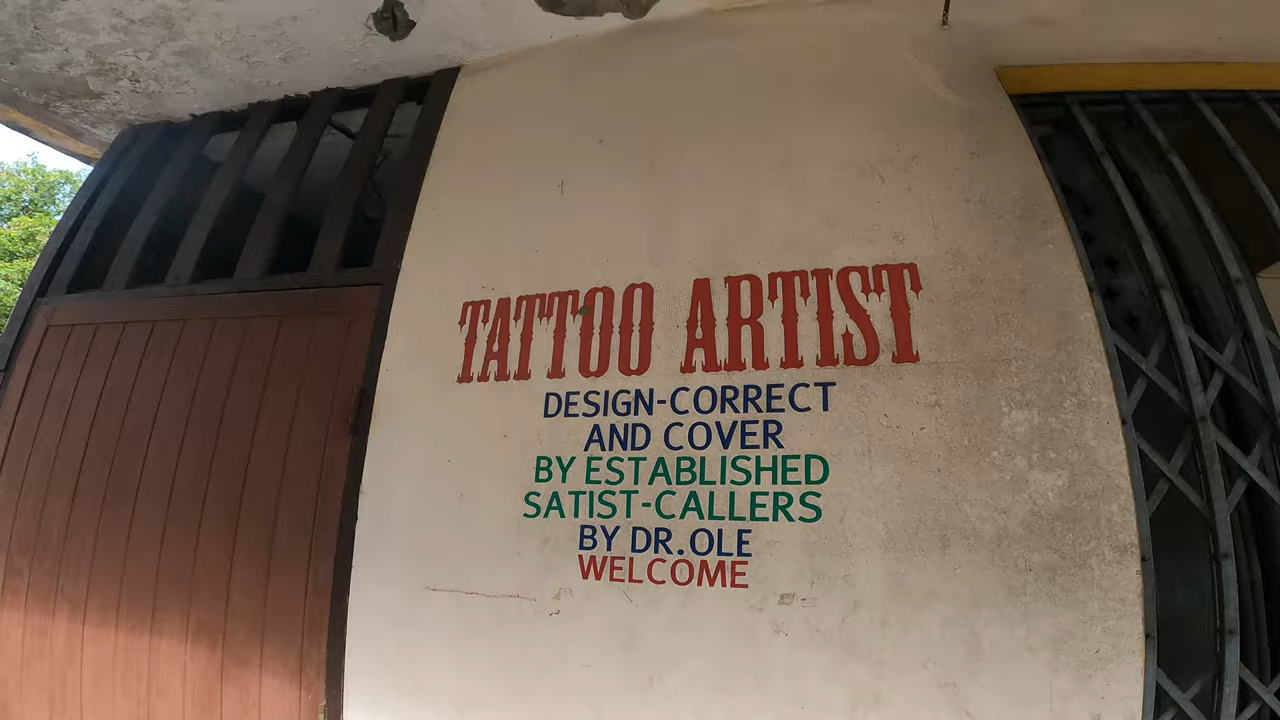 TATTOO ARTIST
DESIGN-CORRECT
AND COVER
BY ESTABLISHED
SATIST-CALLERS
BY DR.OLE
WELCOME